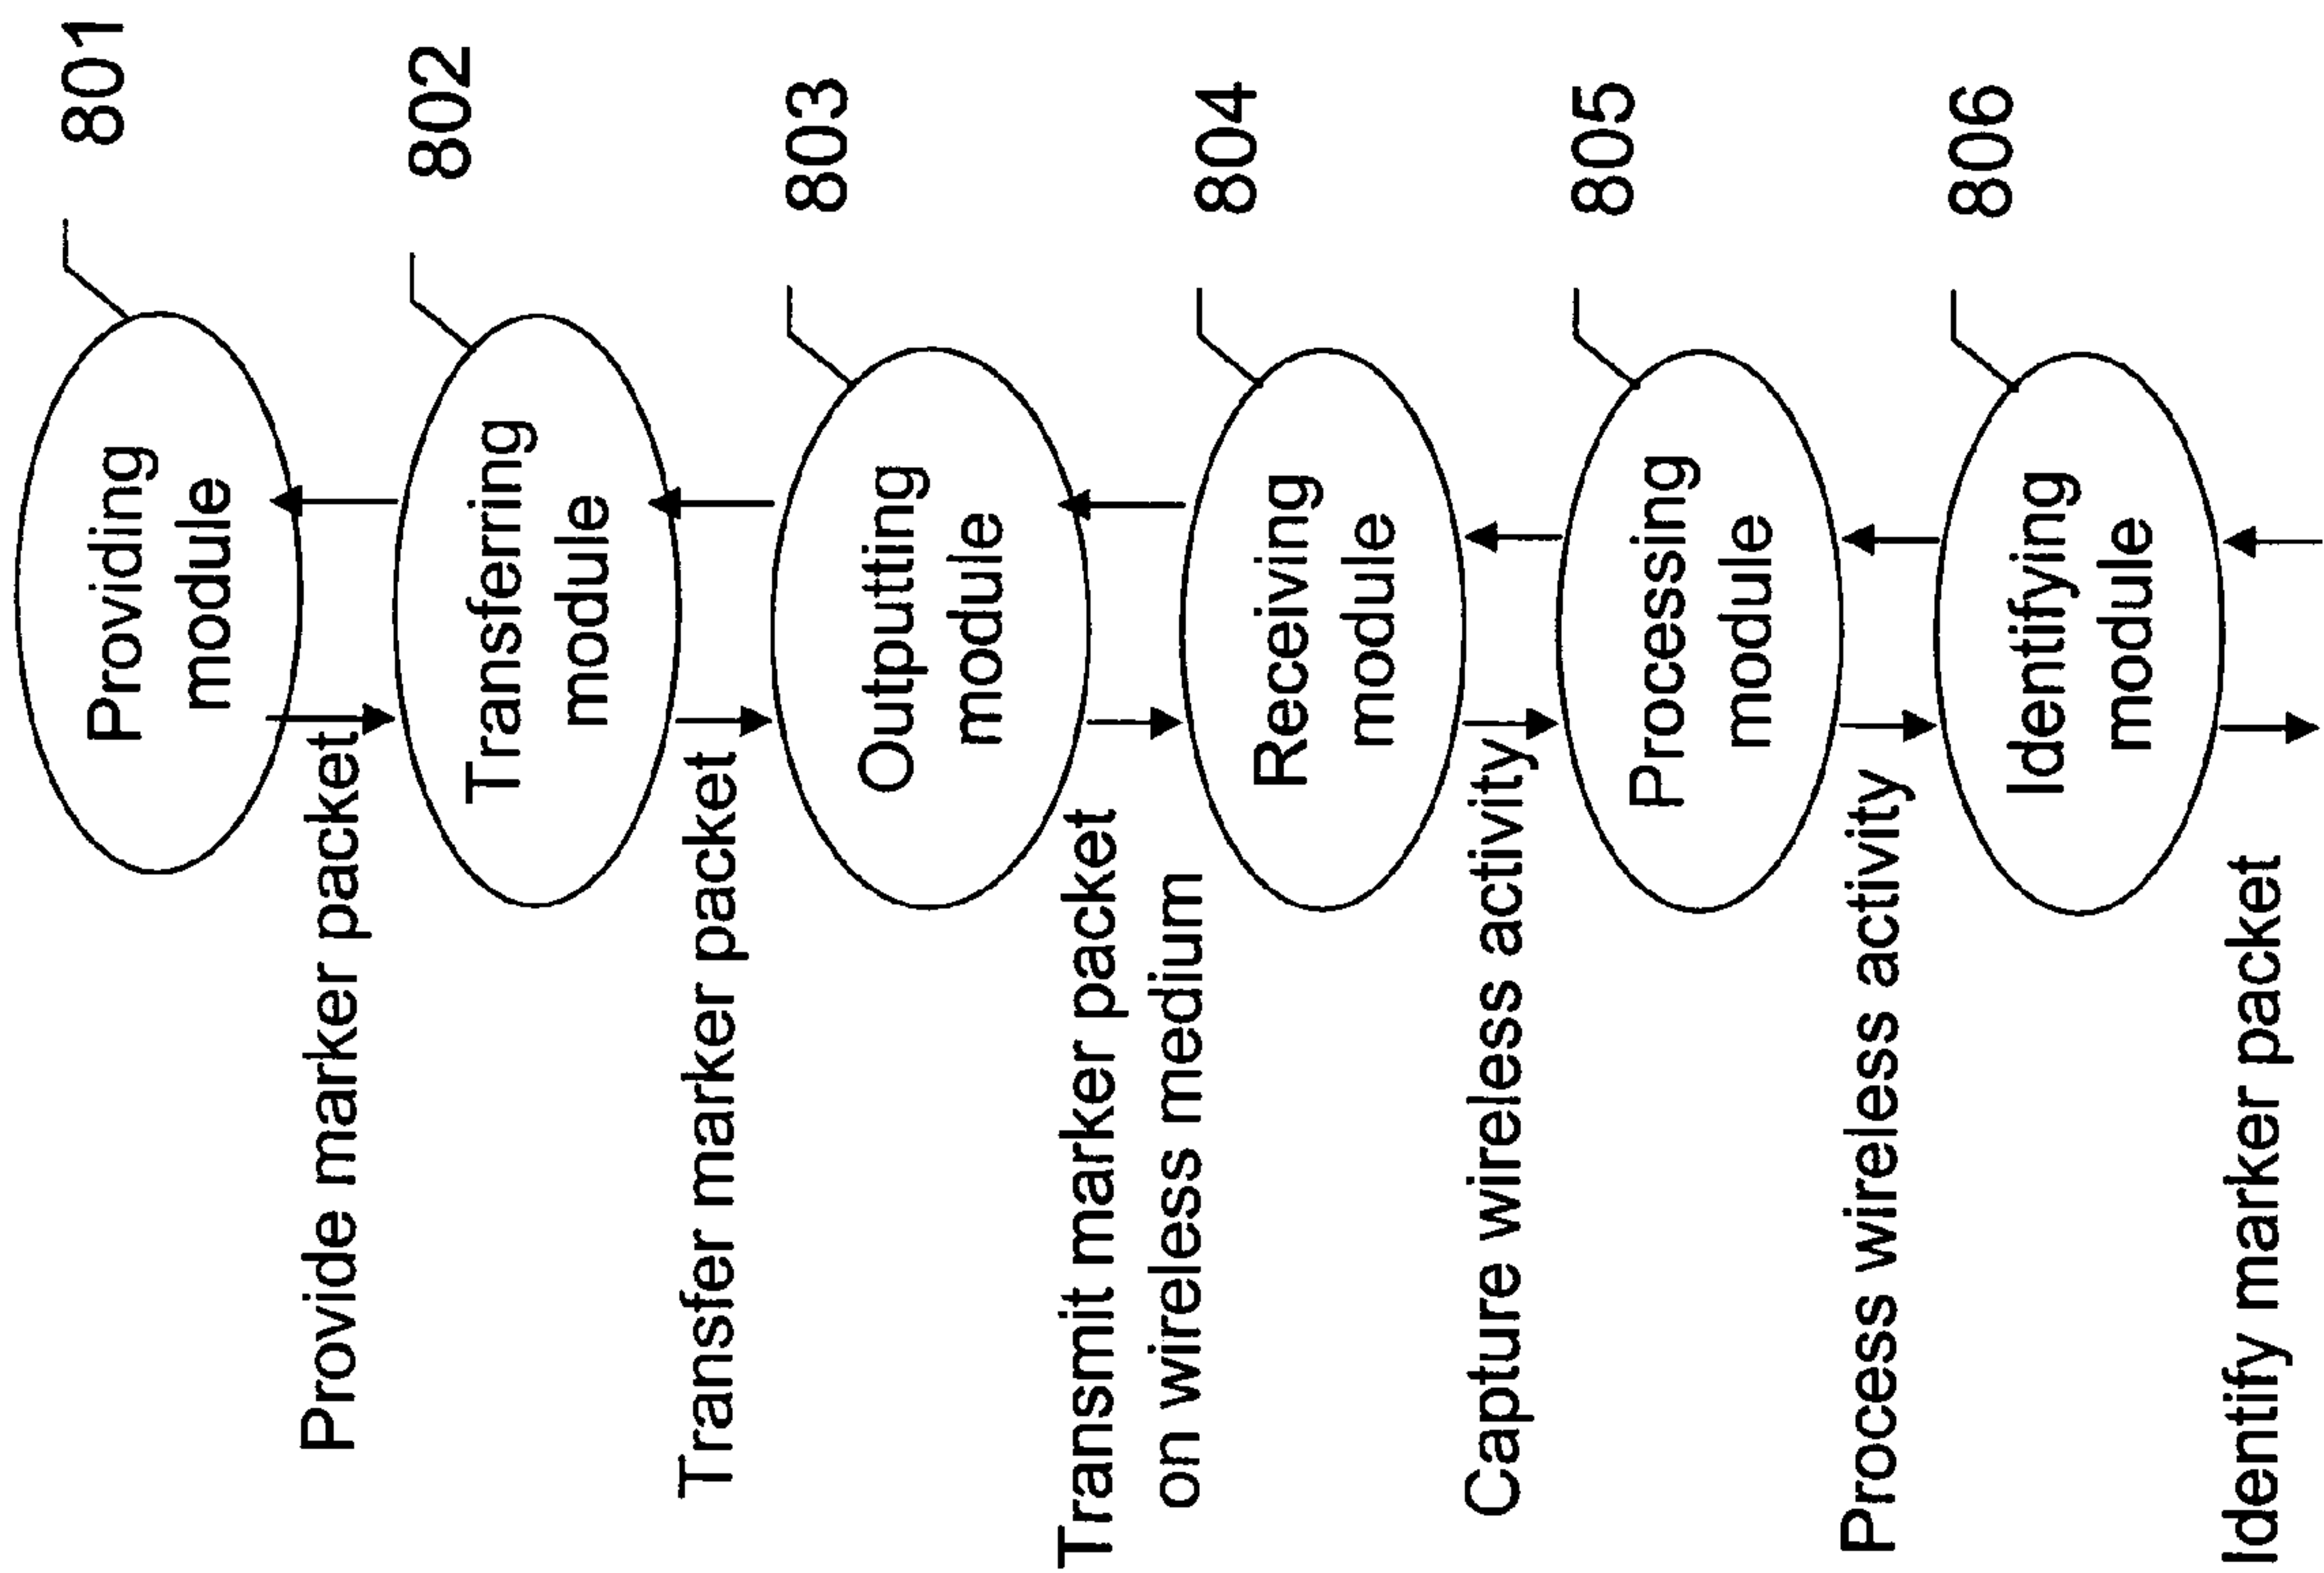 801
Providing
module
Provide marker packet
802
Transferring
module
Transfer marker packet
803
Outputting
module
Transmit marker packet
on wireless medium
804
Receiving
module
Capture wireless activity
805
Processing
module
Process wireless activity
806
Identifying
module
Identify marker packet